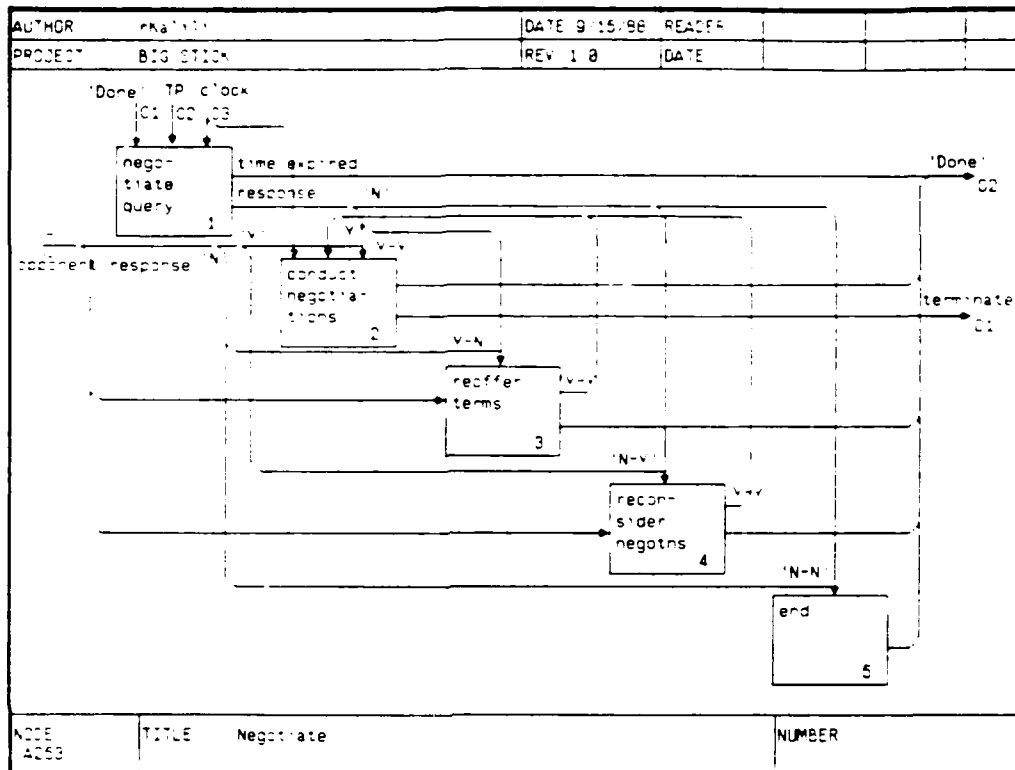 AUTHOR DATE 9/15/88 READER
PROJECT BIG STICK REV 1.0 DATE
'Done' TP clock
C1 C2 C3
nego-
tiate
query
1
time expired
response 'N'
'Done'
O2
'Y' 'Y' Y-Y
opponent response 'N'
conduct
negotia-
tions
2
terminate
O1
Y-N
reoffer
terms
3
Y-Y
'N-Y'
recon-
sider
negotns
4
Y-Y
'N-N'
end
5
NODE TITLE Negotiate NUMBER
A253